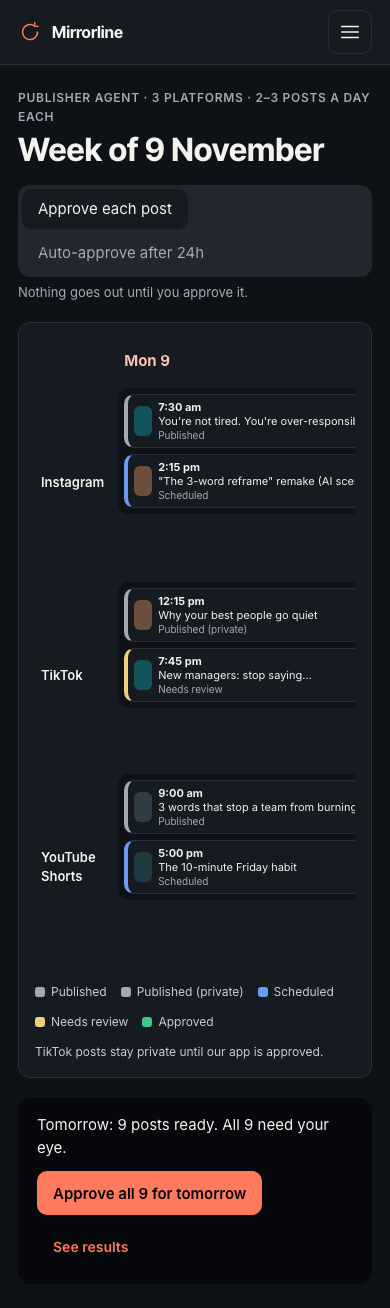 Mirrorline
PUBLISHER AGENT · 3 PLATFORMS · 2–3 POSTS A DAY
EACH
Week of 9 November
Approve each post
Auto-approve after 24h
Nothing goes out until you approve it.
Mon 9
Instagram
7:30 am
You're not tired. You're over-responsib
Published
2:15 pm
"The 3-word reframe" remake (AI sce
Scheduled
TikTok
12:15 pm
Why your best people go quiet
Published (private)
7:45 pm
New managers: stop saying...
Needs review
YouTube
Shorts
9:00 am
3 words that stop a team from burning
Published
5:00 pm
The 10-minute Friday habit
Scheduled
Published
Published (private)
Scheduled
Needs review
Approved
TikTok posts stay private until our app is approved.
Tomorrow: 9 posts ready. All 9 need your
eye.
Approve all 9 for tomorrow
See results